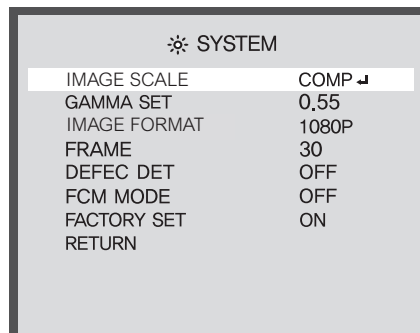 SYSTEM
IMAGE SCALE COMP ↵
GAMMA SET 0.55
IMAGE FORMAT 1080P
FRAME 30
DEFEC DET OFF
FCM MODE OFF
FACTORY SET ON
RETURN